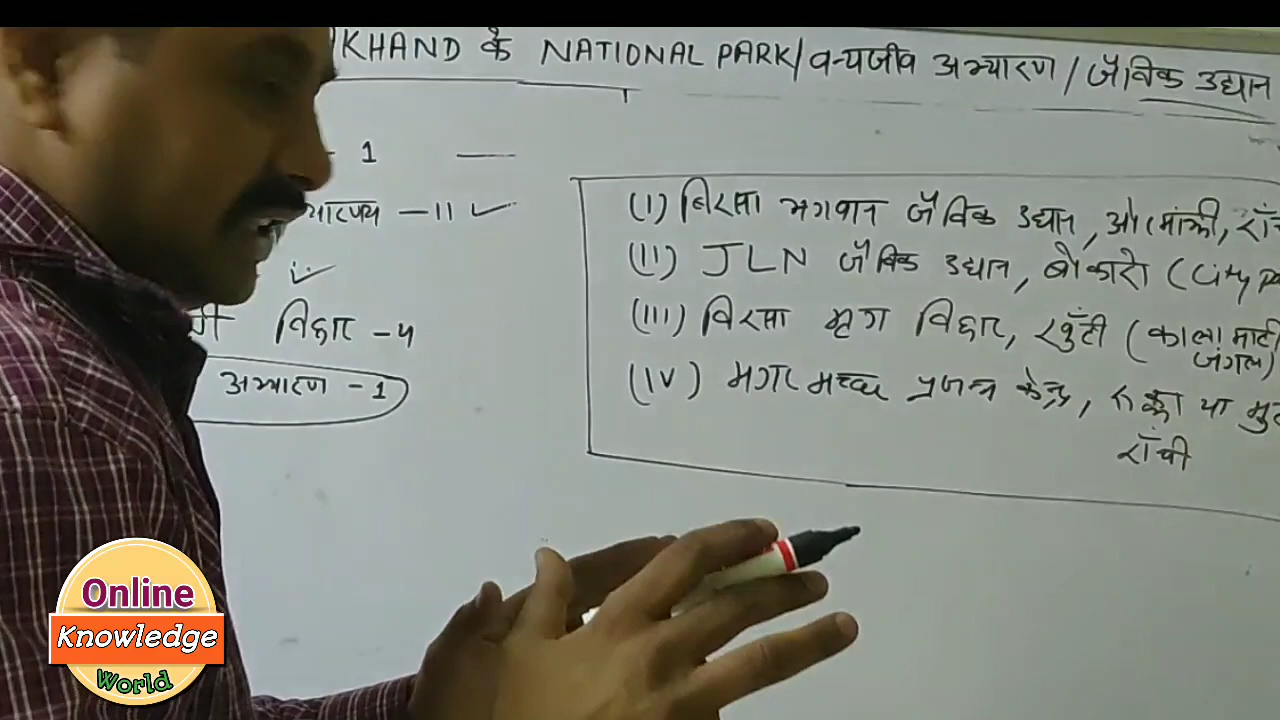 KHAND के NATIONAL PARK/वन्यजीव अभ्यारण/जैविक उद्यान
- 1 —
- 11 ✓
विहार - 4
अभ्यारण - 1
(I) बिरसा भगवान जैविक उद्यान, ओरमांझी,
(II) JLN जैविक उद्यान, बोकारो (City
(III) बिरसा मृग विहार, खुँटी (काला माटी
जंगल)
(IV) मगरमच्छ प्रजनन केन्द्र, रुक्का या
राँची
Online
Knowledge
World